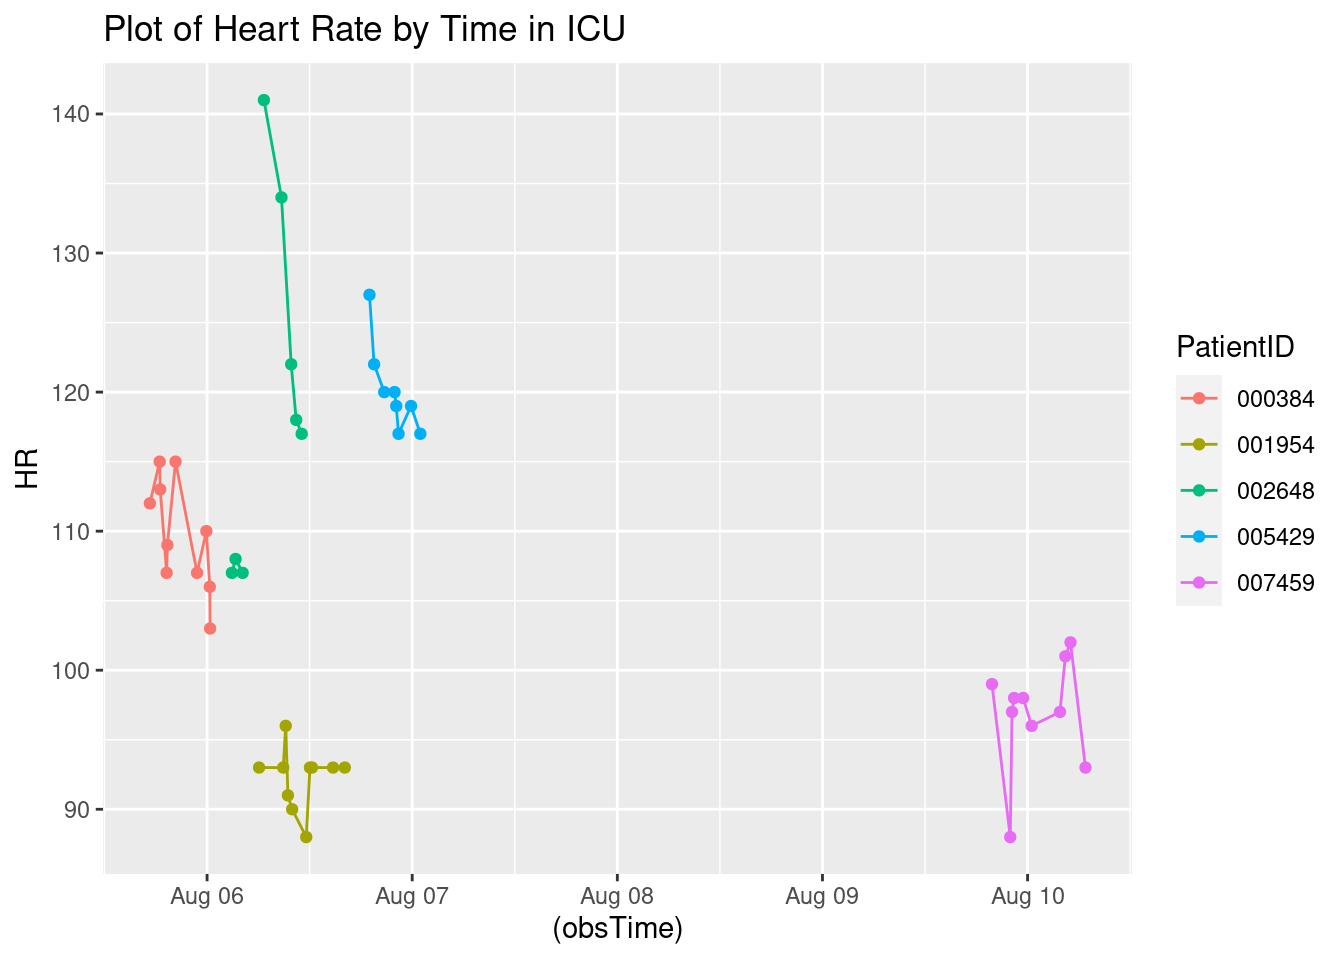 Plot of Heart Rate by Time in ICU
140
130
120
110
100
90
HR
Aug 06
Aug 07
Aug 08
Aug 09
Aug 10
(obsTime)
PatientID
000384
001954
002648
005429
007459